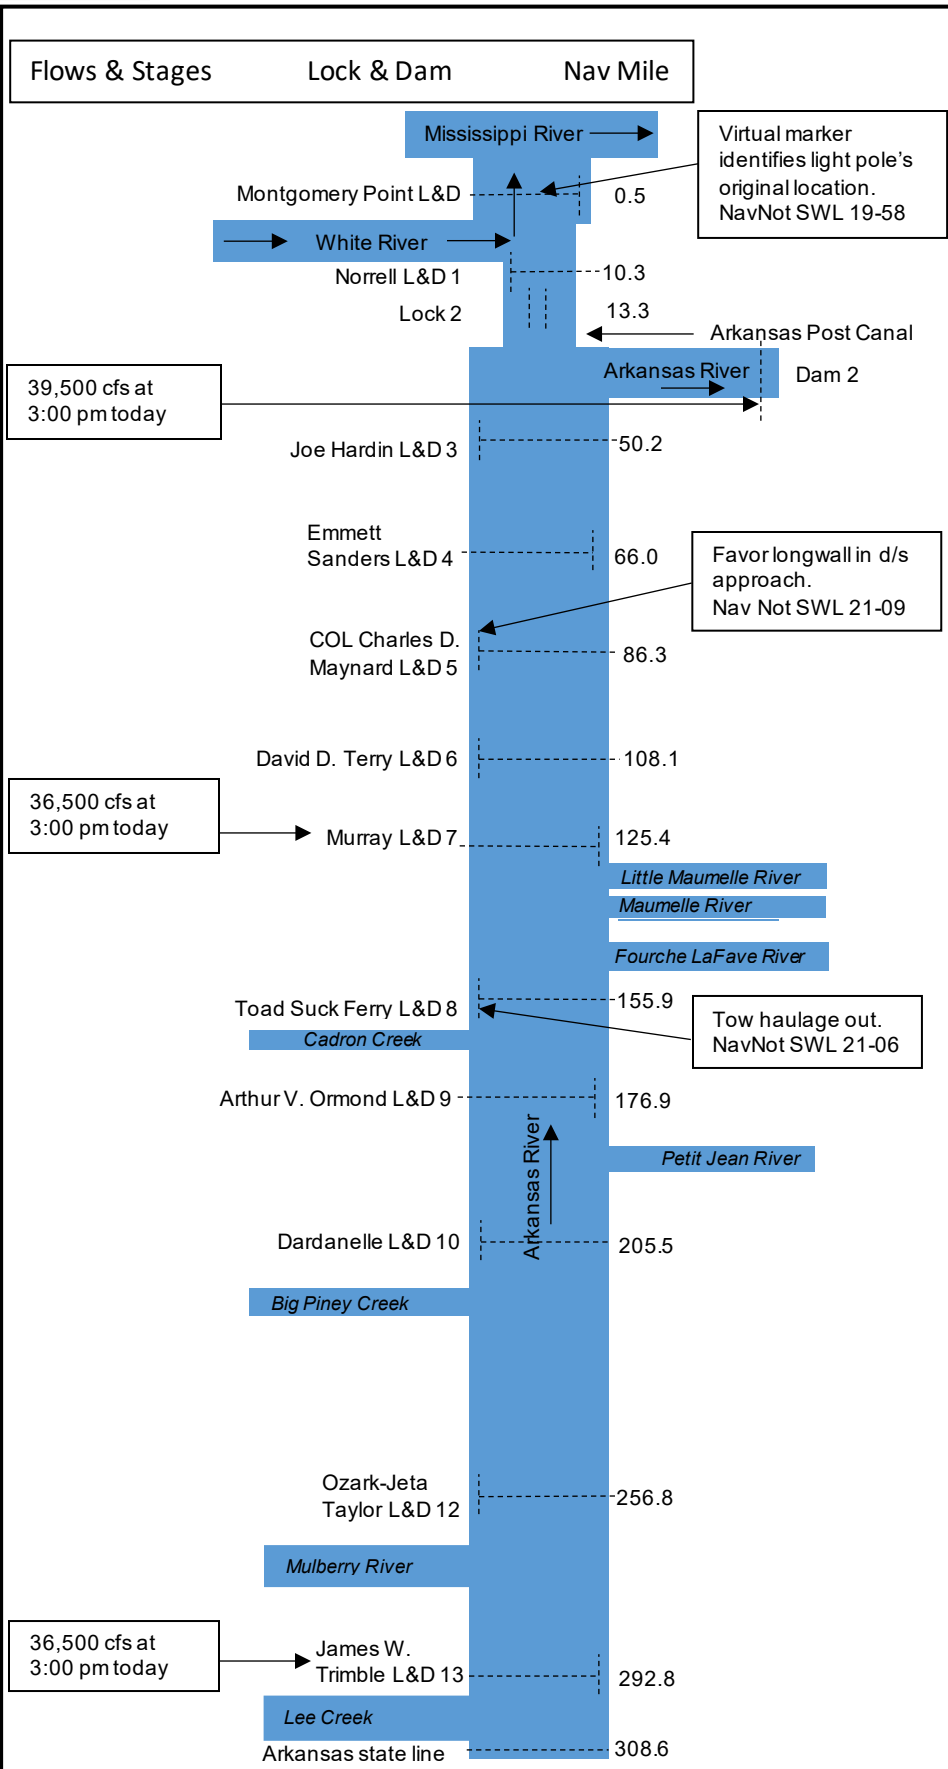 Flows & Stages Lock & Dam Nav Mile
Mississippi River
Virtual marker
identifies light pole's
original location.
NavNot SWL 19-58
Montgomery Point L&D 0.5
White River
Norrell L&D 1 10.3
Lock 2 13.3
Arkansas Post Canal
Arkansas River
Dam 2
39,500 cfs at
3:00 pm today
Joe Hardin L&D 3 50.2
Emmett
Sanders L&D 4 66.0
Favor longwall in d/s
approach.
Nav Not SWL 21-09
COL Charles D.
Maynard L&D 5 86.3
David D. Terry L&D 6 108.1
36,500 cfs at
3:00 pm today
Murray L&D 7 125.4
Little Maumelle River
Maumelle River
Fourche LaFave River
Toad Suck Ferry L&D 8 155.9
Tow haulage out.
NavNot SWL 21-06
Cadron Creek
Arthur V. Ormond L&D 9 176.9
Arkansas River
Petit Jean River
Dardanelle L&D 10 205.5
Big Piney Creek
Ozark-Jeta
Taylor L&D 12 256.8
Mulberry River
36,500 cfs at
3:00 pm today
James W.
Trimble L&D 13 292.8
Lee Creek
Arkansas state line 308.6